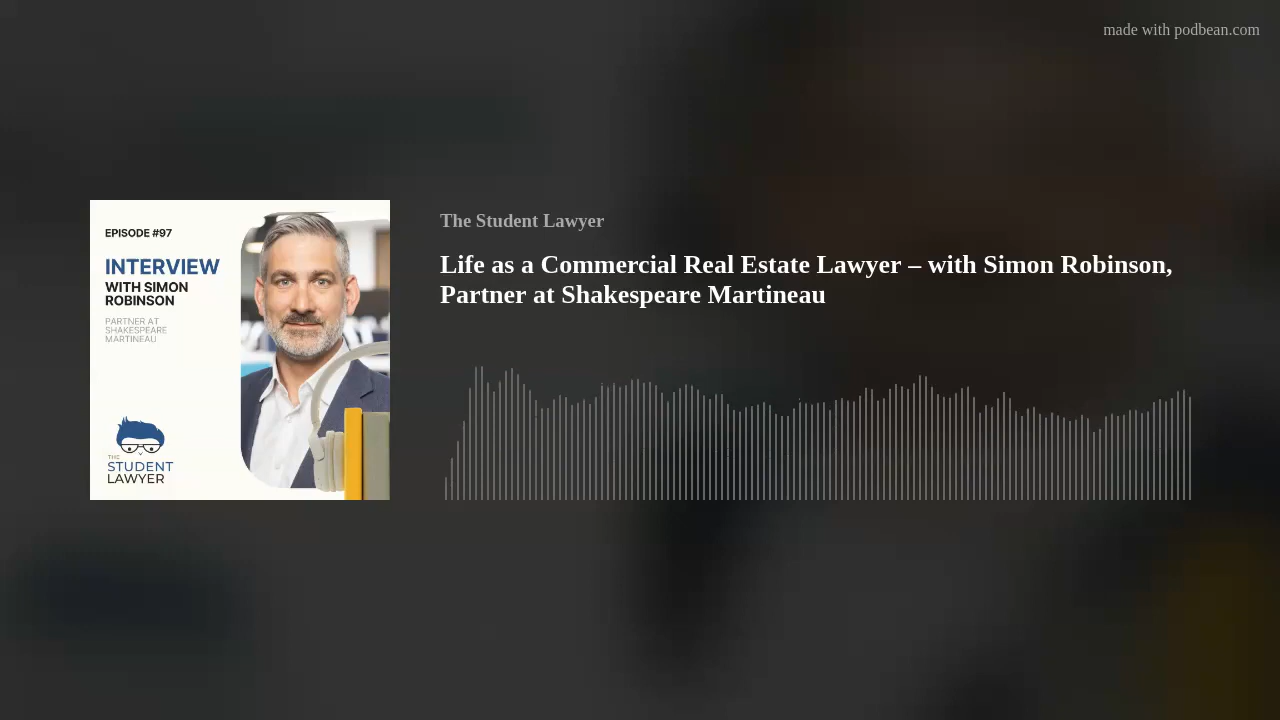 made with podbean.com
EPISODE #97
INTERVIEW
WITH SIMON
ROBINSON
PARTNER AT
SHAKESPEARE
MARTINEAU
THE
STUDENT
LAWYER
The Student Lawyer
Life as a Commercial Real Estate Lawyer – with Simon Robinson,
Partner at Shakespeare Martineau